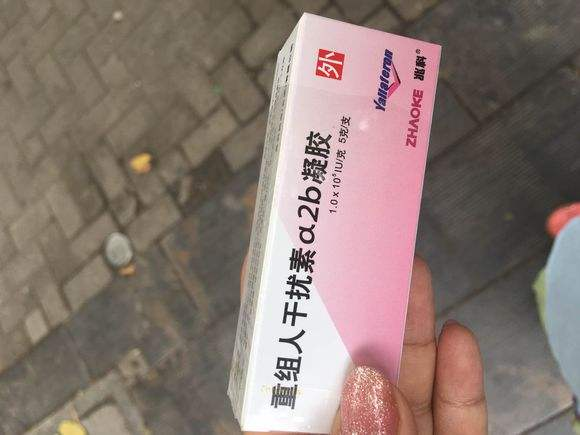 外
Yallaferon
兆科®
ZHAOKE
重组人干扰素α2b凝胶
1.0×10⁵IU/克 5克/支